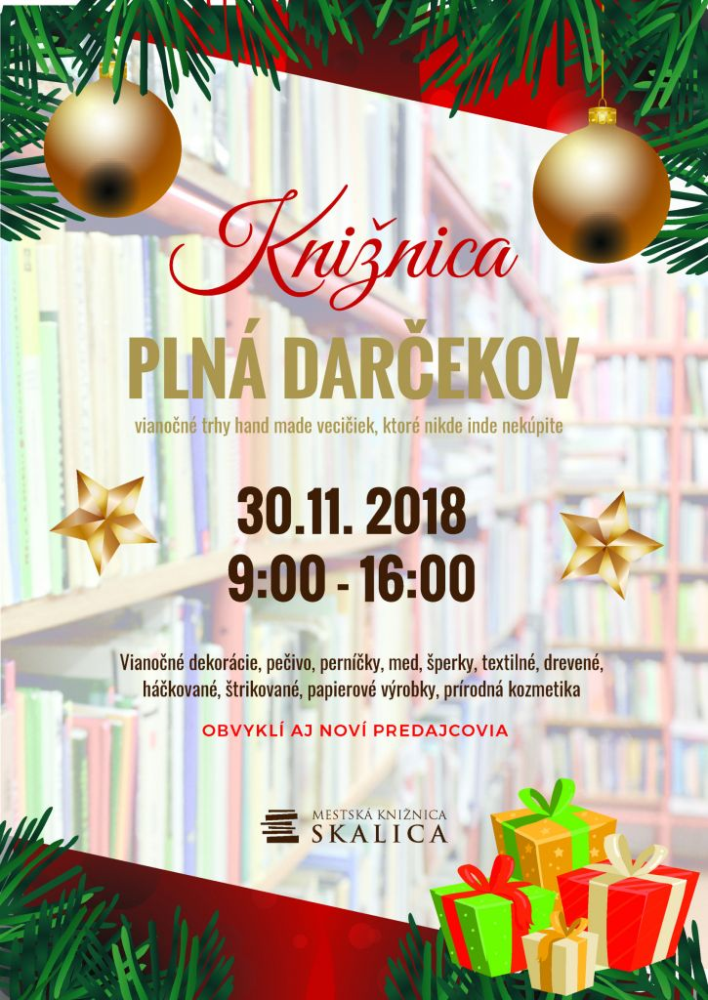 Knižnica
PLNÁ DARČEKOV
vianočné trhy hand made vecičiek, ktoré nikde inde nekúpite
30.11. 2018
9:00 - 16:00
Vianočné dekorácie, pečivo, perníčky, med, šperky, textilné, drevené,
háčkované, štrikované, papierové výrobky, prírodná kozmetika
OBVYKLÍ AJ NOVÍ PREDAJCOVIA
MESTSKÁ KNIŽNICA
SKALICA